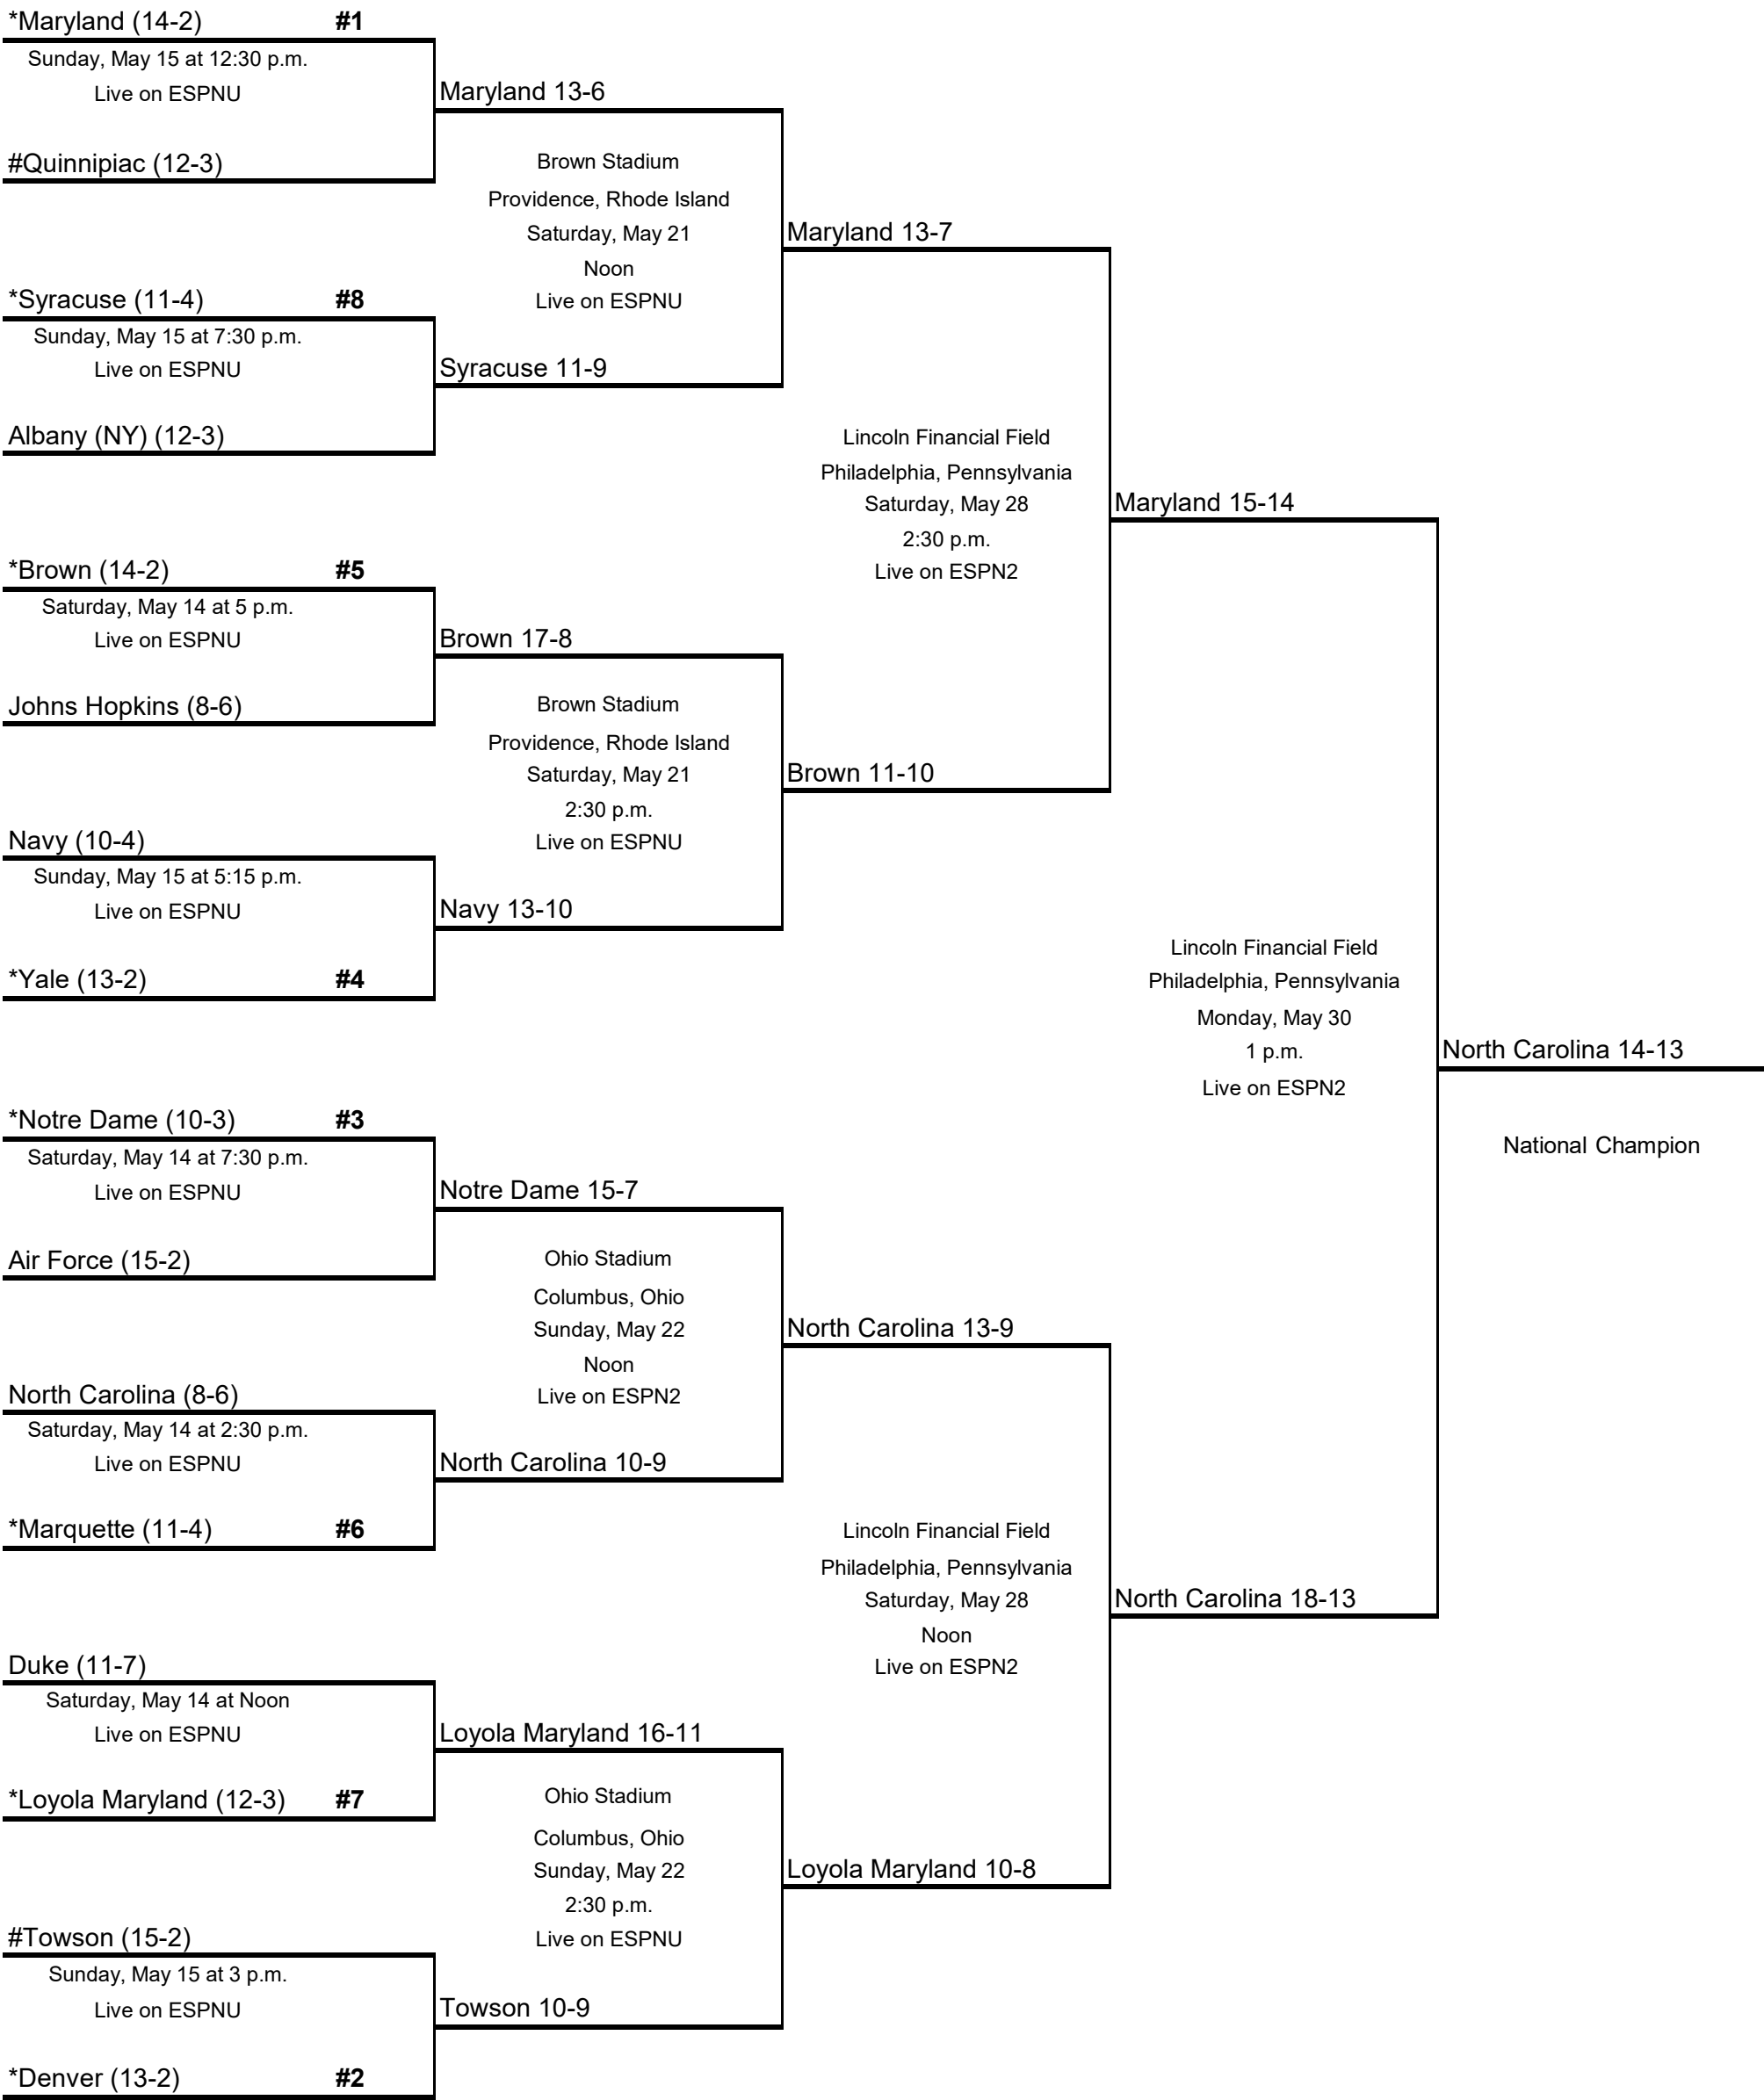 *Maryland (14-2) #1
Sunday, May 15 at 12:30 p.m.
Live on ESPNU
#Quinnipiac (12-3)
*Syracuse (11-4) #8
Sunday, May 15 at 7:30 p.m.
Live on ESPNU
Albany (NY) (12-3)
*Brown (14-2) #5
Saturday, May 14 at 5 p.m.
Live on ESPNU
Johns Hopkins (8-6)
Navy (10-4)
Sunday, May 15 at 5:15 p.m.
Live on ESPNU
*Yale (13-2) #4
*Notre Dame (10-3) #3
Saturday, May 14 at 7:30 p.m.
Live on ESPNU
Air Force (15-2)
North Carolina (8-6)
Saturday, May 14 at 2:30 p.m.
Live on ESPNU
*Marquette (11-4) #6
Duke (11-7)
Saturday, May 14 at Noon
Live on ESPNU
*Loyola Maryland (12-3) #7
#Towson (15-2)
Sunday, May 15 at 3 p.m.
Live on ESPNU
*Denver (13-2) #2
Maryland 13-6
Brown Stadium
Providence, Rhode Island
Saturday, May 21
Noon
Live on ESPNU
Syracuse 11-9
Brown 17-8
Brown Stadium
Providence, Rhode Island
Saturday, May 21
2:30 p.m.
Live on ESPNU
Navy 13-10
Notre Dame 15-7
Ohio Stadium
Columbus, Ohio
Sunday, May 22
Noon
Live on ESPN2
North Carolina 10-9
Loyola Maryland 16-11
Ohio Stadium
Columbus, Ohio
Sunday, May 22
2:30 p.m.
Live on ESPNU
Towson 10-9
Maryland 13-7
Lincoln Financial Field
Philadelphia, Pennsylvania
Saturday, May 28
2:30 p.m.
Live on ESPN2
Brown 11-10
North Carolina 13-9
Lincoln Financial Field
Philadelphia, Pennsylvania
Saturday, May 28
Noon
Live on ESPN2
Loyola Maryland 10-8
Maryland 15-14
Lincoln Financial Field
Philadelphia, Pennsylvania
Monday, May 30
1 p.m.
Live on ESPN2
North Carolina 18-13
North Carolina 14-13
National Champion